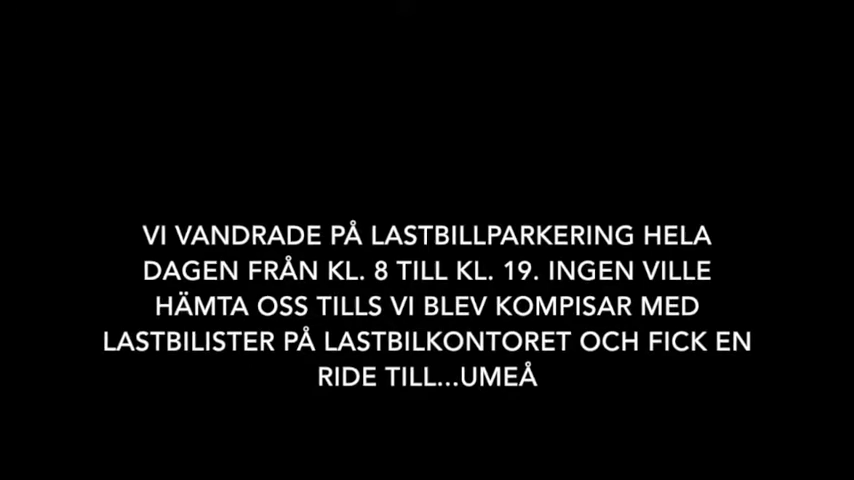 VI VANDRADE PÅ LASTBILLPARKERING HELA
DAGEN FRÅN KL. 8 TILL KL. 19. INGEN VILLE
HÄMTA OSS TILLS VI BLEV KOMPISAR MED
LASTBILISTER PÅ LASTBILKONTORET OCH FICK EN
RIDE TILL...UMEÅ